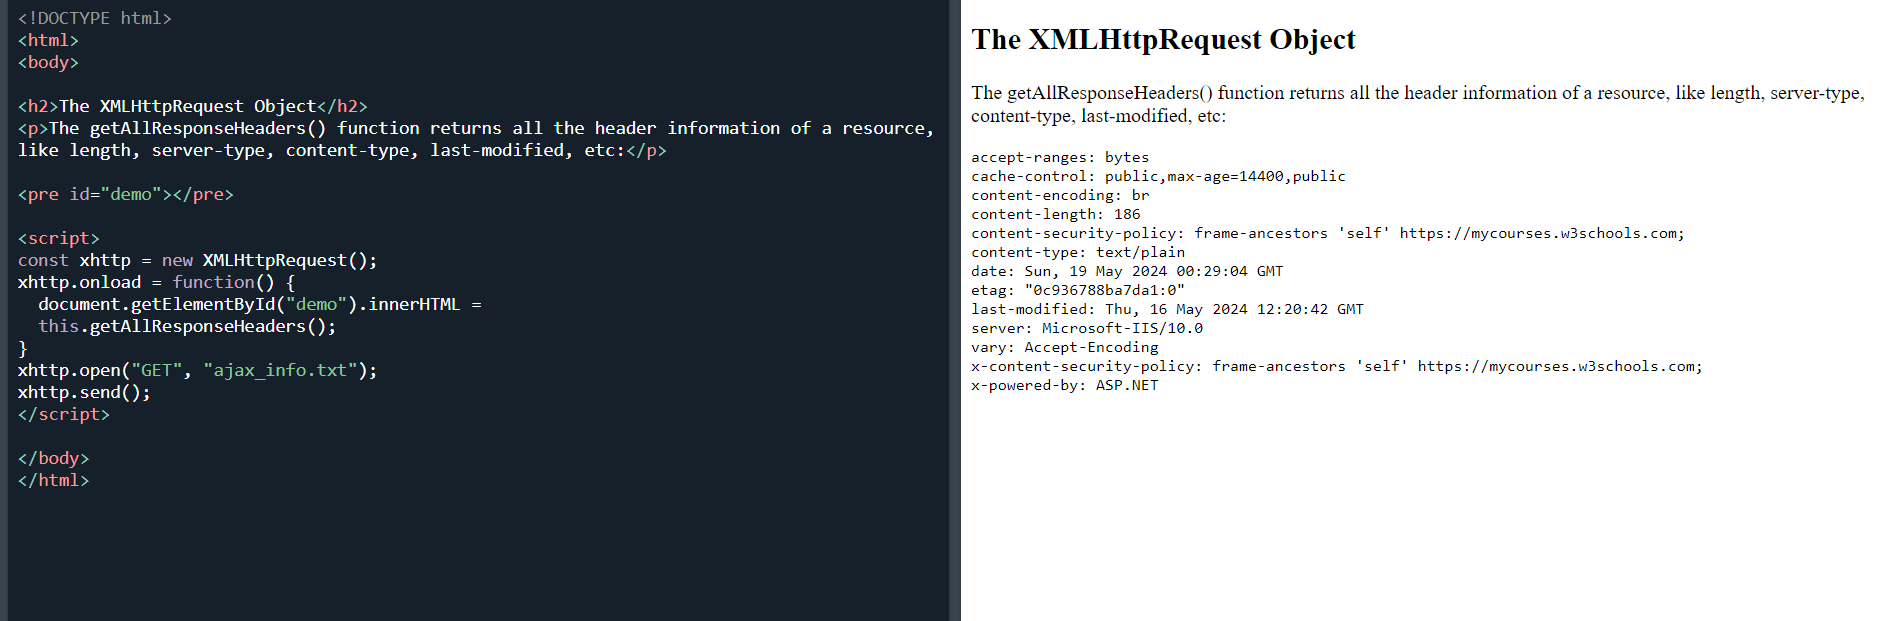 <!DOCTYPE html>
<html>
<body>
<h2>The XMLHttpRequest Object</h2>
<p>The getAllResponseHeaders() function returns all the header information of a resource,
like length, server-type, content-type, last-modified, etc:</p>
<pre id="demo"></pre>
<script>
const xhttp = new XMLHttpRequest();
xhttp.onload = function() {
  document.getElementById("demo").innerHTML =
  this.getAllResponseHeaders();
}
xhttp.open("GET", "ajax_info.txt");
xhttp.send();
</script>
</body>
</html>
The XMLHttpRequest Object
The getAllResponseHeaders() function returns all the header information of a resource, like length, server-type,
content-type, last-modified, etc:
accept-ranges: bytes
cache-control: public,max-age=14400,public
content-encoding: br
content-length: 186
content-security-policy: frame-ancestors 'self' https://mycourses.w3schools.com;
content-type: text/plain
date: Sun, 19 May 2024 00:29:04 GMT
etag: "0c936788ba7da1:0"
last-modified: Thu, 16 May 2024 12:20:42 GMT
server: Microsoft-IIS/10.0
vary: Accept-Encoding
x-content-security-policy: frame-ancestors 'self' https://mycourses.w3schools.com;
x-powered-by: ASP.NET